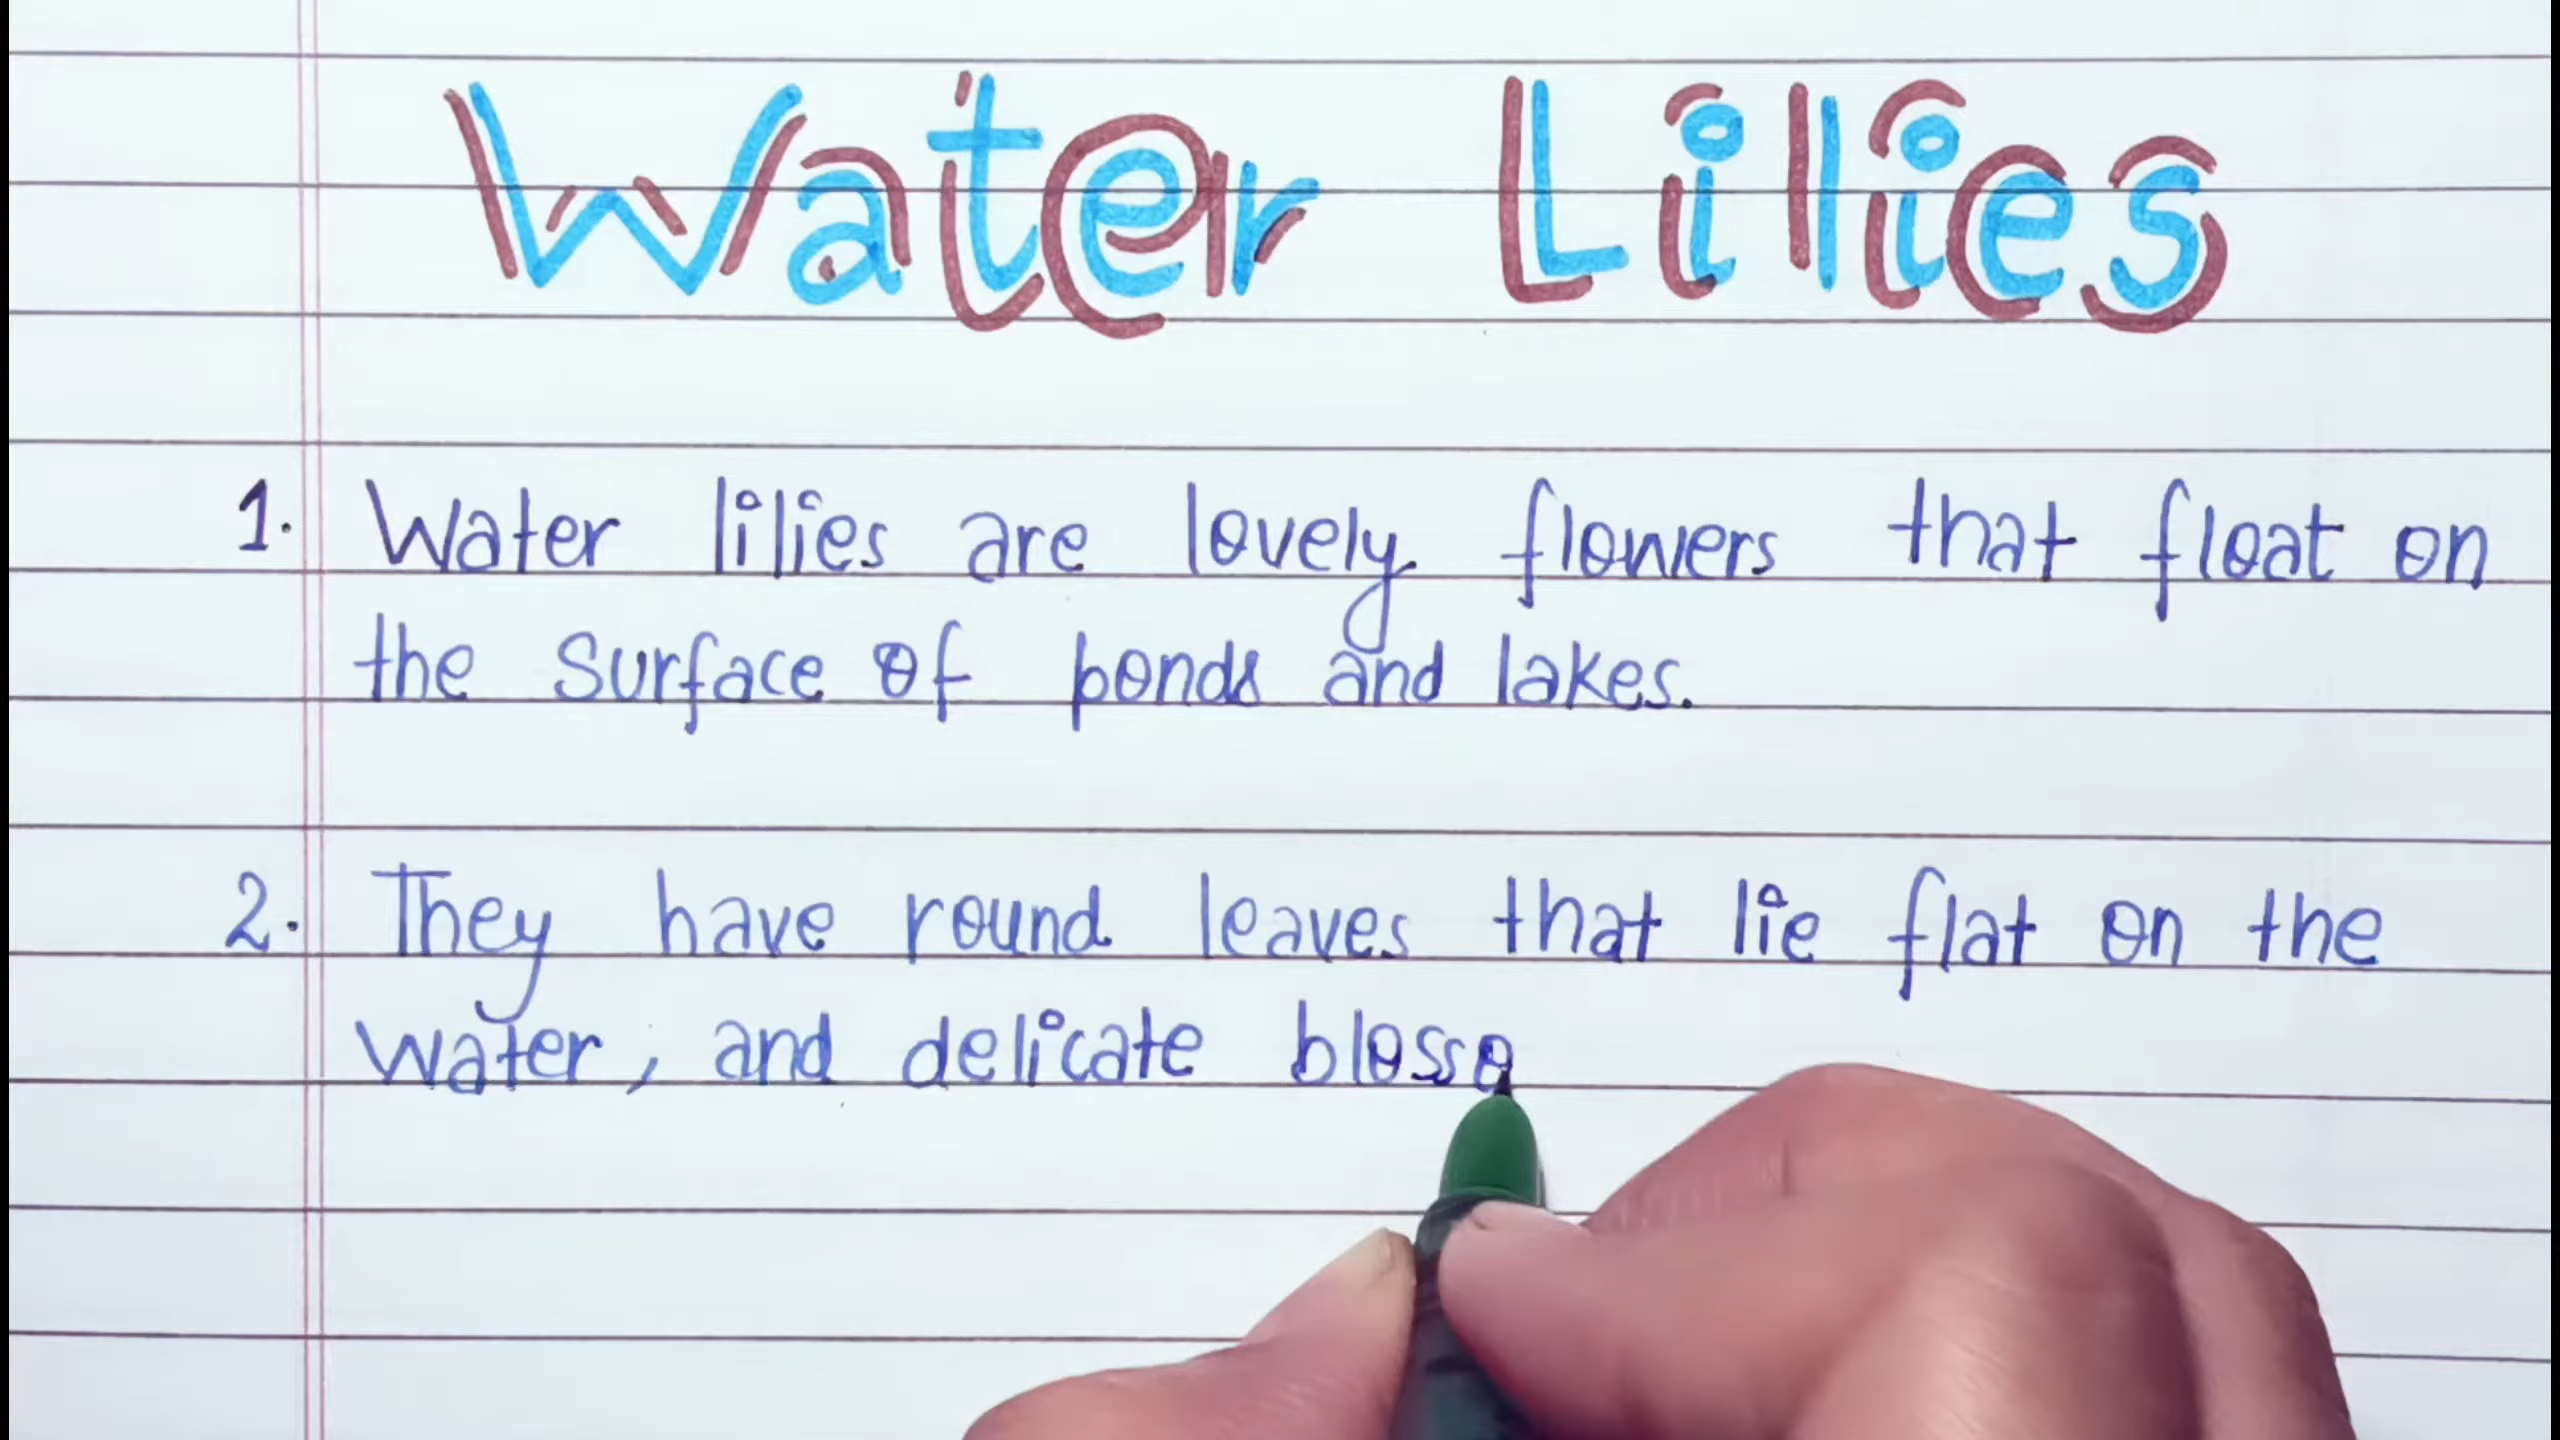 Water Lilies
1. Water lilies are lovely flowers that float on
the surface of ponds and lakes.
2. They have round leaves that lie flat on the
water, and delicate blosso